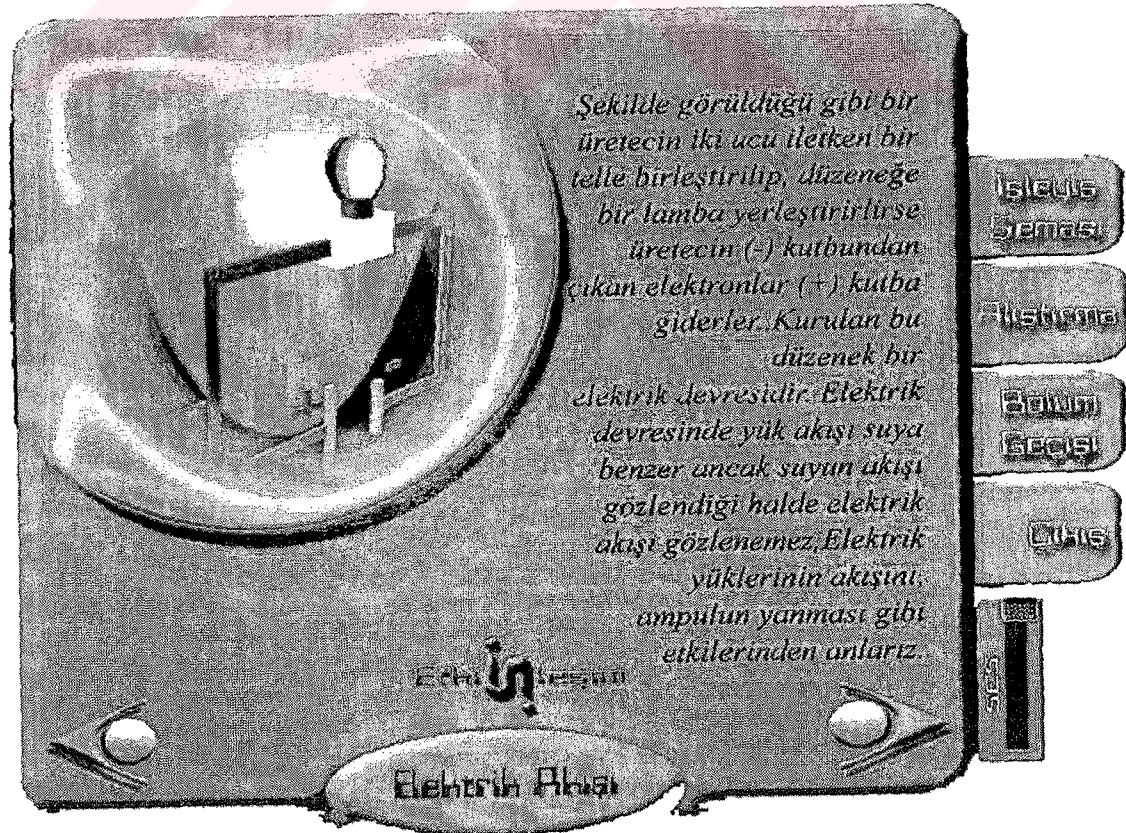 Şekilde görüldüğü gibi bir
üretecin iki ucu iletken bir
telle birleştirilip, düzeneğe
bir lamba yerleştirirlirse
üretecin (-) kutbundan
çıkan elektronlar (+) kutba
giderler..Kurulan bu
düzenek bir
elektrik devresidir. Elektrik
devresinde yük akışı suya
benzer ancak suyun akışı
gözlendiği halde elektrik
akışı gözlenemez,Elektrik
yüklerinin akışını,
ampulun yanması gibi
etkilerinden anlarız.
İşleyiş
Şeması
Alıştırma
Bölüm
Geçişi
Çıkış
SES
Elektrik Akışı